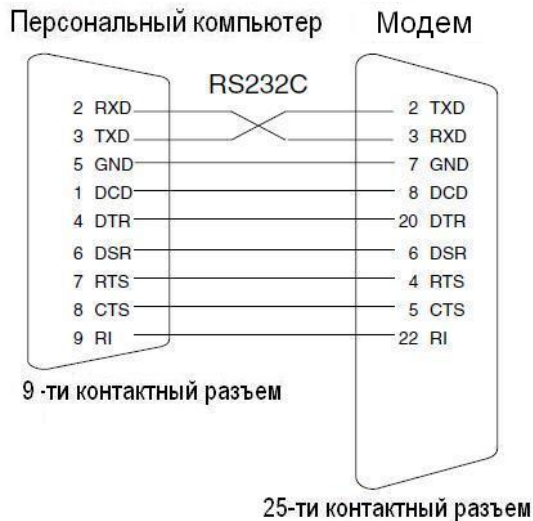 Персональный компьютер
Модем
RS232C
2 RXD
3 TXD
5 GND
1 DCD
4 DTR
6 DSR
7 RTS
8 CTS
9 RI
2 TXD
3 RXD
7 GND
8 DCD
20 DTR
6 DSR
4 RTS
5 CTS
22 RI
9 -ти контактный разъем
25-ти контактный разъем